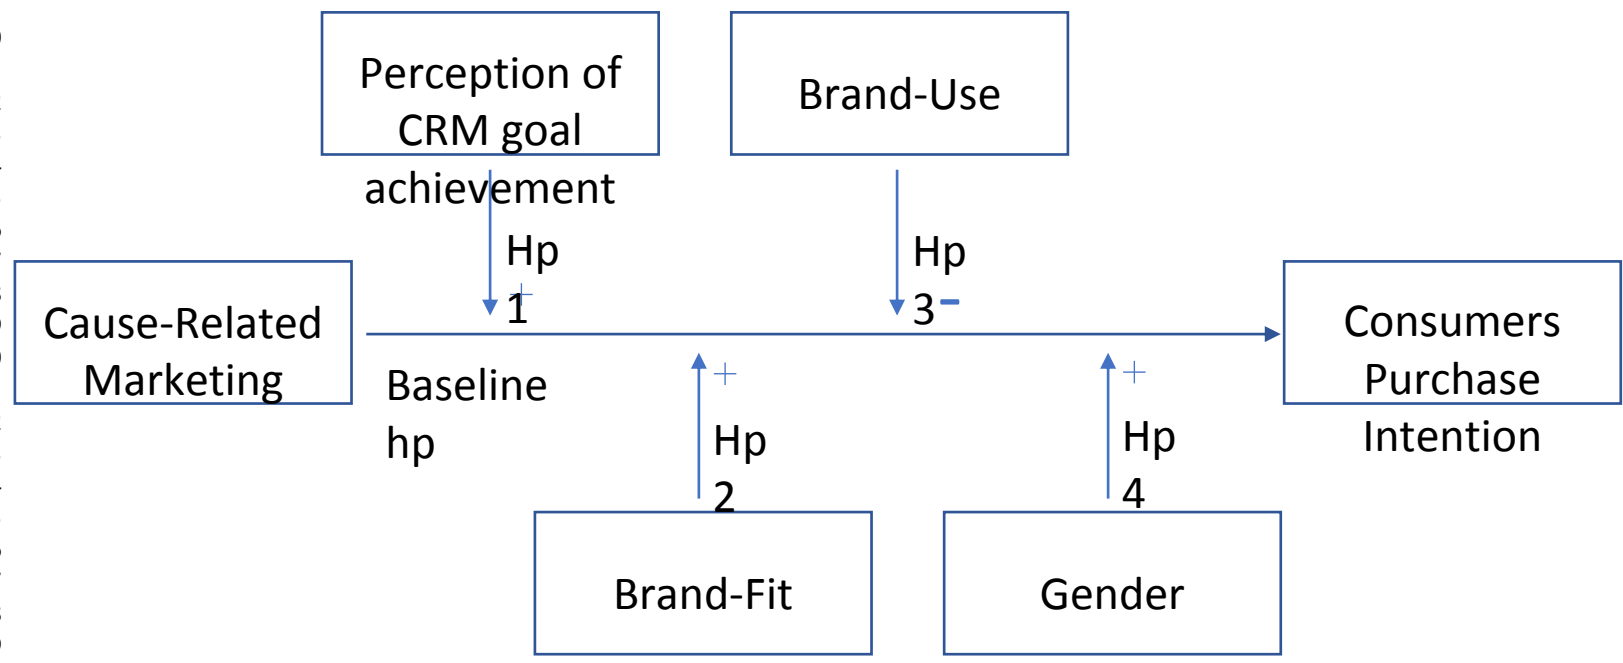 Perception of
CRM goal
achievement
Brand-Use
Hp
1
+
Hp
3
-
Cause-Related
Marketing
Consumers
Purchase
Intention
Baseline
hp
+
Hp
2
+
Hp
4
Brand-Fit
Gender